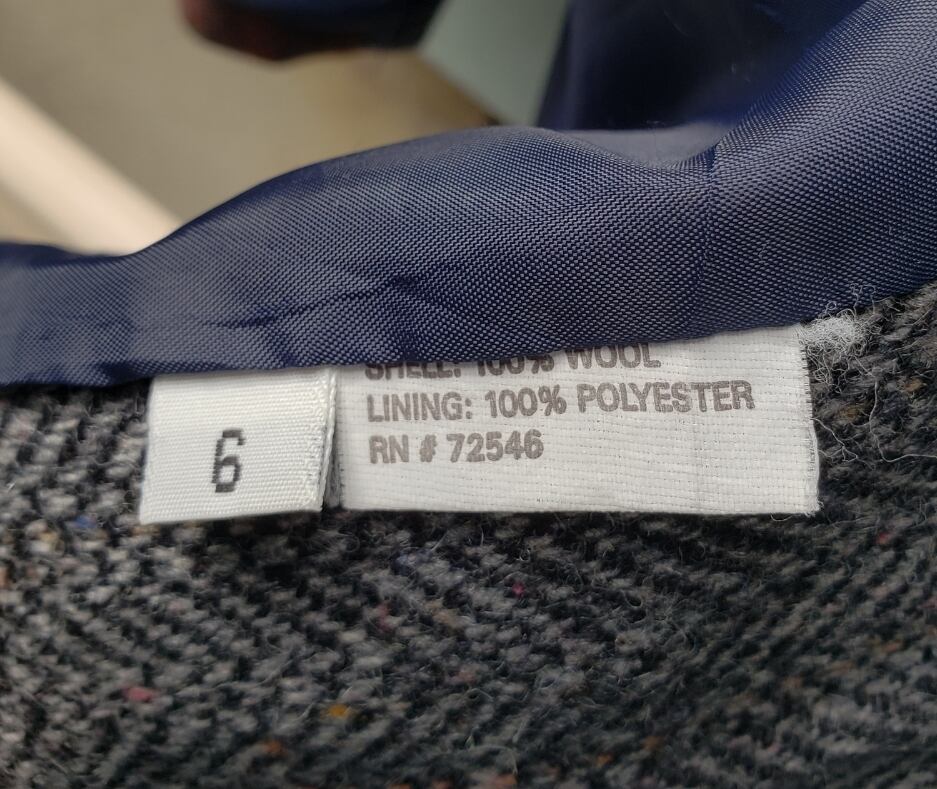 6
SHELL: 100% WOOL
LINING: 100% POLYESTER
RN # 72546